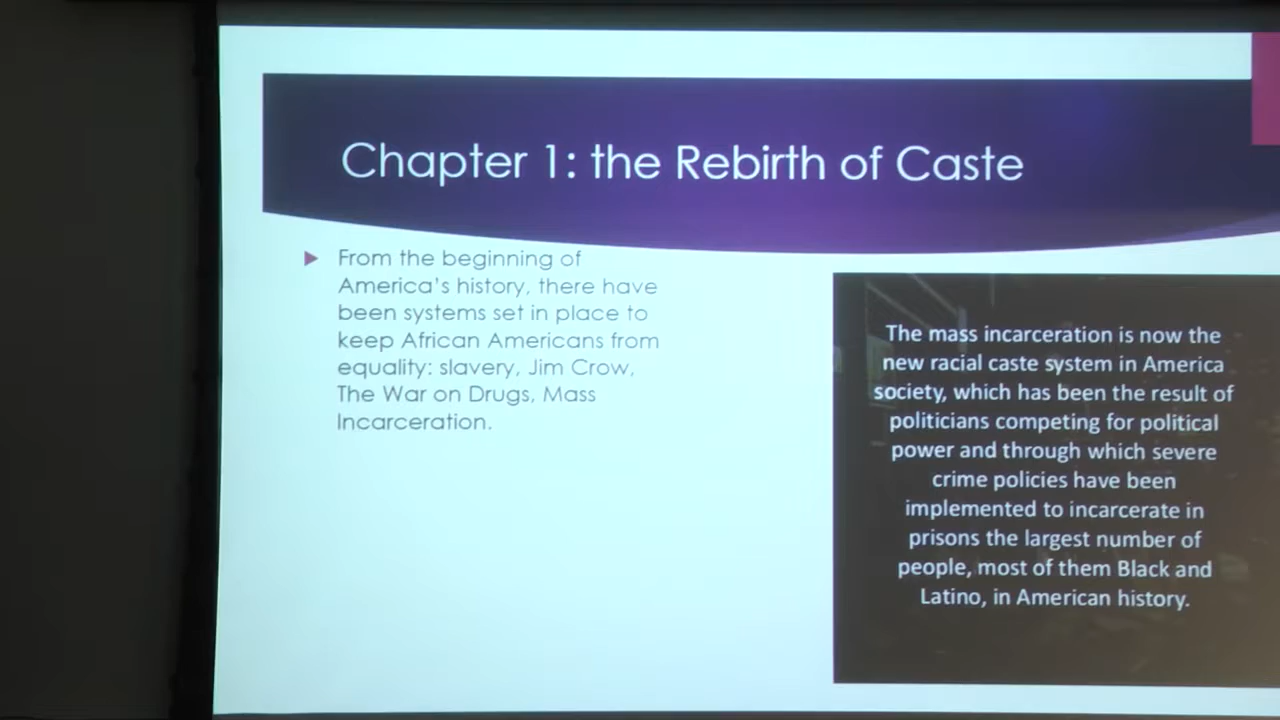 Chapter 1: the Rebirth of Caste
From the beginning of
America's history, there have
been systems set in place to
keep African Americans from
equality: slavery, Jim Crow,
The War on Drugs, Mass
Incarceration.
The mass incarceration is now the
new racial caste system in America
society, which has been the result of
politicians competing for political
power and through which severe
crime policies have been
implemented to incarcerate in
prisons the largest number of
people, most of them Black and
Latino, in American history.